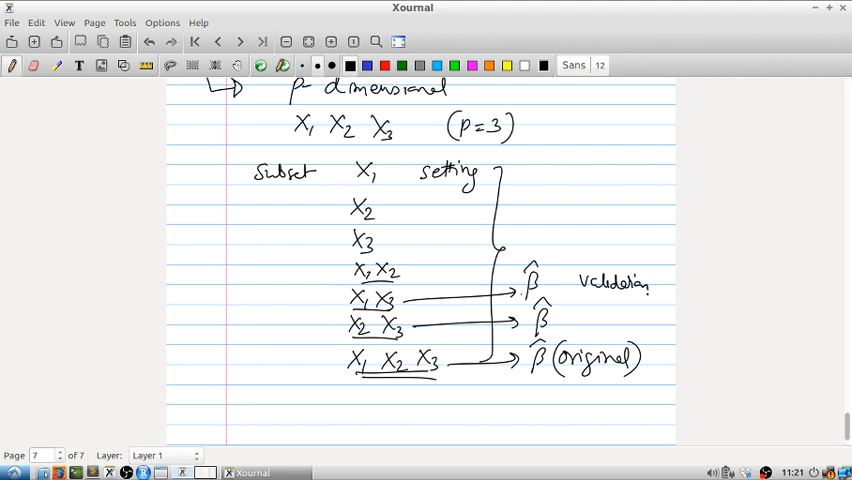 Xournal
File Edit View Page Tools Options Help
Sans 12
p- dimensional
X₁ X₂ X₃ (p=3)
Subset X₁ setting
X₂
X₃
X₁ X₂
X₁ X₃ β̂ validation
X₂ X₃ β̂
X₁ X₂ X₃ β̂ (original)
Page 7 of 7 Layer: Layer 1
Xournal 11:21